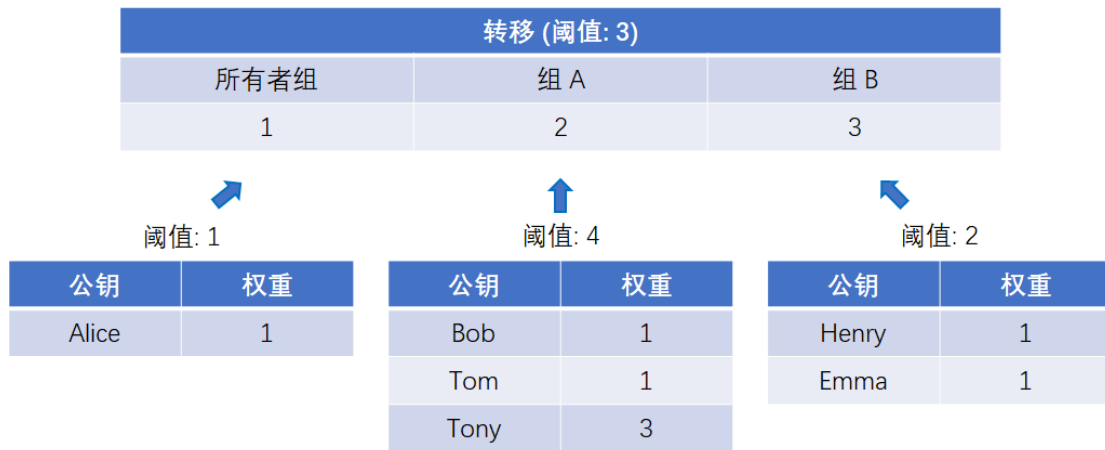 转移 (阈值: 3)
所有者组 组 A 组 B
1 2 3
阈值: 1 阈值: 4 阈值: 2
公钥 权重 公钥 权重 公钥 权重
Alice 1 Bob 1 Henry 1
Tom 1 Emma 1
Tony 3